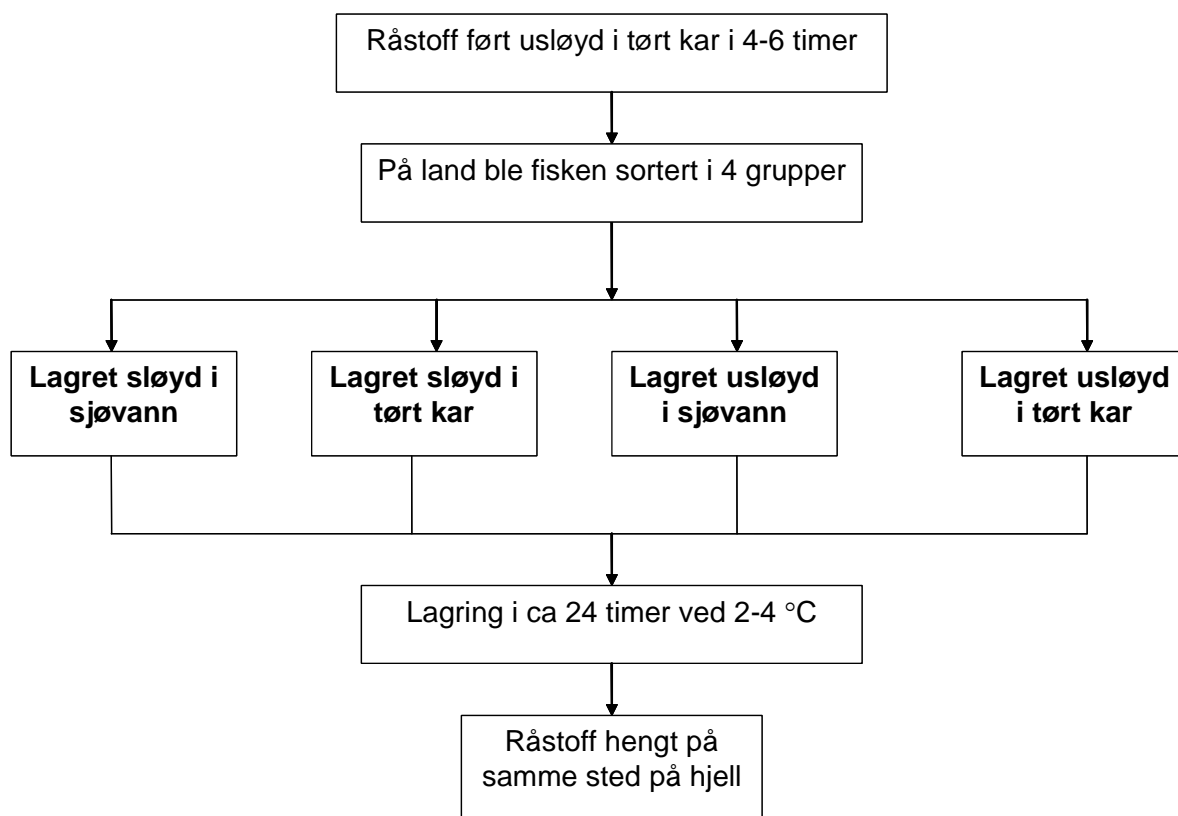 Råstoff ført usløyd i tørt kar i 4-6 timer
På land ble fisken sortert i 4 grupper
Lagret sløyd i
sjøvann
Lagret sløyd i
tørt kar
Lagret usløyd
i sjøvann
Lagret usløyd
i tørt kar
Lagring i ca 24 timer ved 2-4 °C
Råstoff hengt på
samme sted på hjell